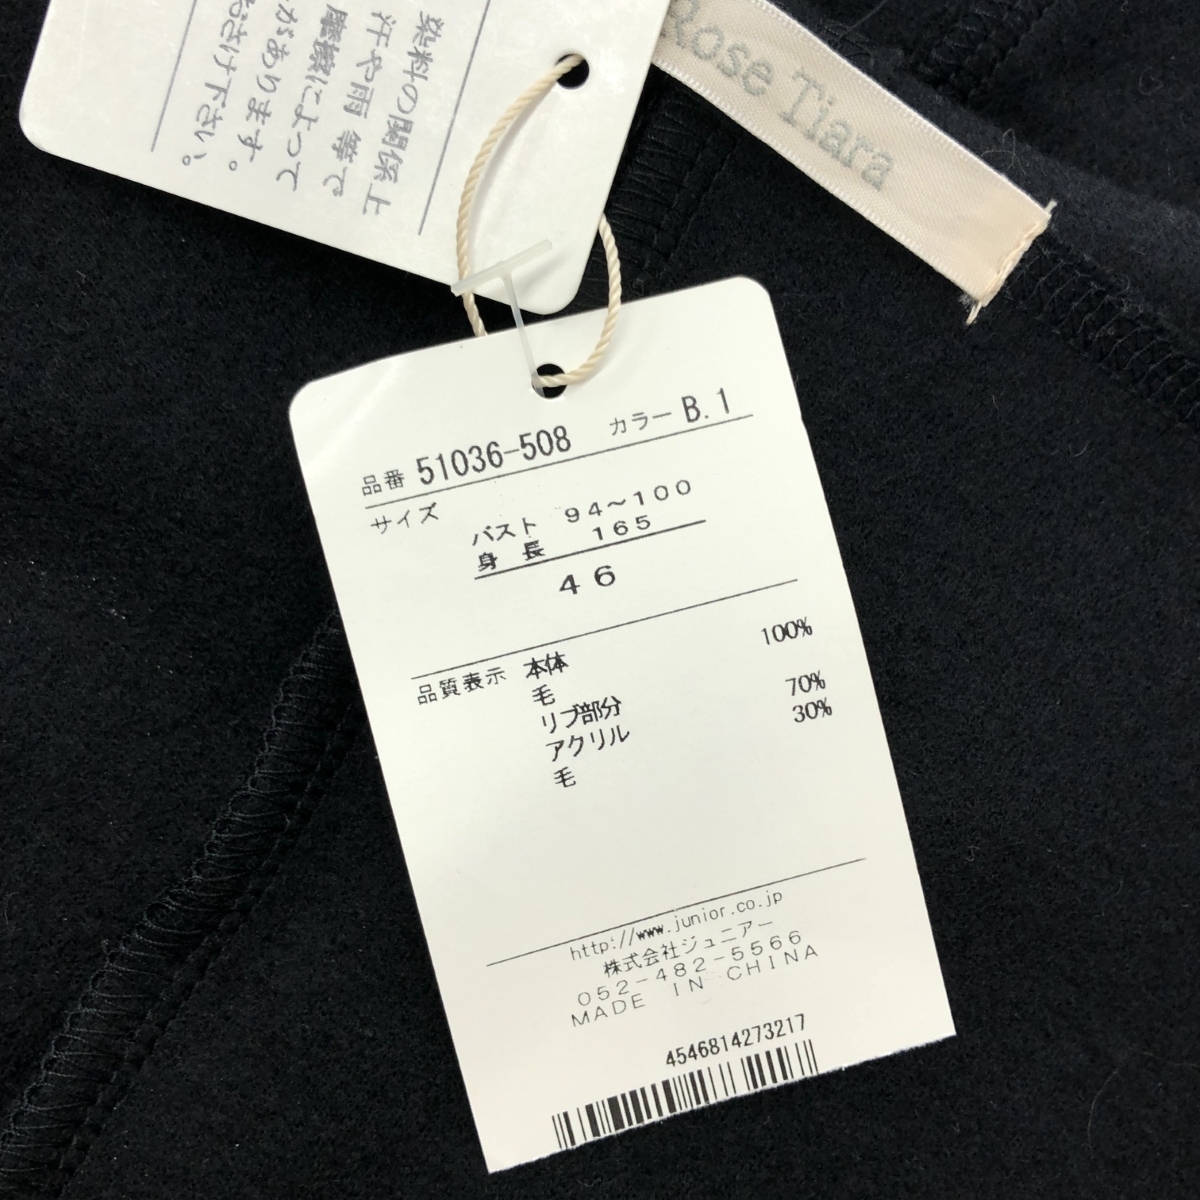 Rose Tiara
染料の関係上
汗や雨等で
摩擦によって
があります。
おさけ下さい。
品番 51036-508 カラー B.1
サイズ
バスト 94～100
身長 165
46
品質表示 本体
毛 100%
リブ部分
アクリル 70%
毛 30%
http://www.junior.co.jp
株式会社ジュニアー
052-482-5566
MADE IN CHINA
4546814273217